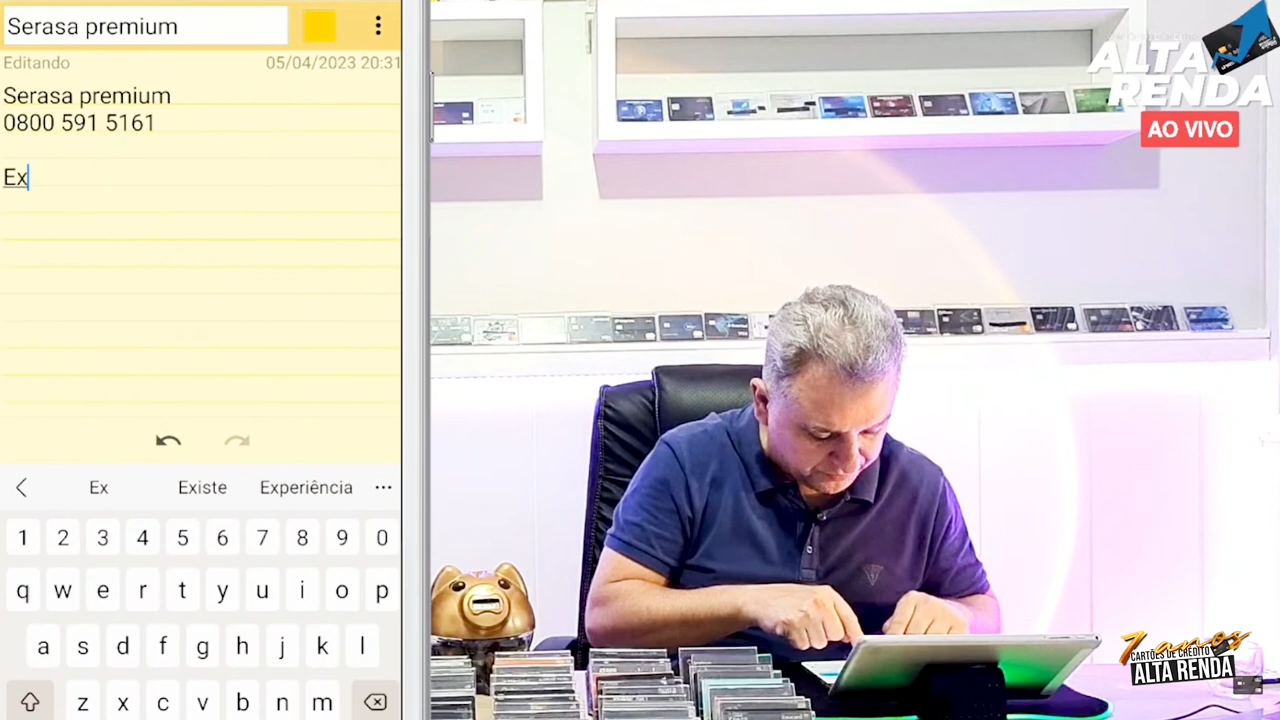 Serasa premium
Editando
05/04/2023 20:31
Serasa premium
0800 591 5161
Ex
Ex
Existe
Experiência
1 2 3 4 5 6 7 8 9 0
q w e r t y u i o p
a s d f g h j k l
z x c v b n m
ALTA
RENDA
AO VIVO
7 anos
CARTÕES DE CRÉDITO
ALTA RENDA